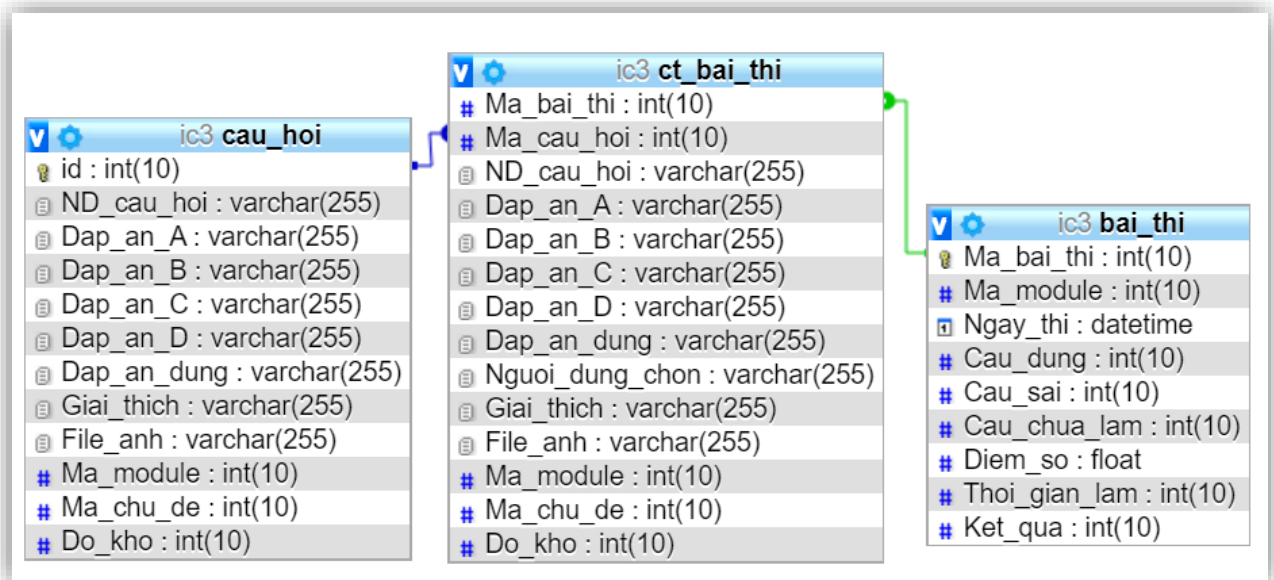 ic3 cau_hoi
id : int(10)
ND_cau_hoi : varchar(255)
Dap_an_A : varchar(255)
Dap_an_B : varchar(255)
Dap_an_C : varchar(255)
Dap_an_D : varchar(255)
Dap_an_dung : varchar(255)
Giai_thich : varchar(255)
File_anh : varchar(255)
# Ma_module : int(10)
# Ma_chu_de : int(10)
# Do_kho : int(10)
ic3 ct_bai_thi
# Ma_bai_thi : int(10)
# Ma_cau_hoi : int(10)
ND_cau_hoi : varchar(255)
Dap_an_A : varchar(255)
Dap_an_B : varchar(255)
Dap_an_C : varchar(255)
Dap_an_D : varchar(255)
Dap_an_dung : varchar(255)
Nguoi_dung_chon : varchar(255)
Giai_thich : varchar(255)
File_anh : varchar(255)
# Ma_module : int(10)
# Ma_chu_de : int(10)
# Do_kho : int(10)
ic3 bai_thi
Ma_bai_thi : int(10)
# Ma_module : int(10)
Ngay_thi : datetime
# Cau_dung : int(10)
# Cau_sai : int(10)
# Cau_chua_lam : int(10)
# Diem_so : float
# Thoi_gian_lam : int(10)
# Ket_qua : int(10)